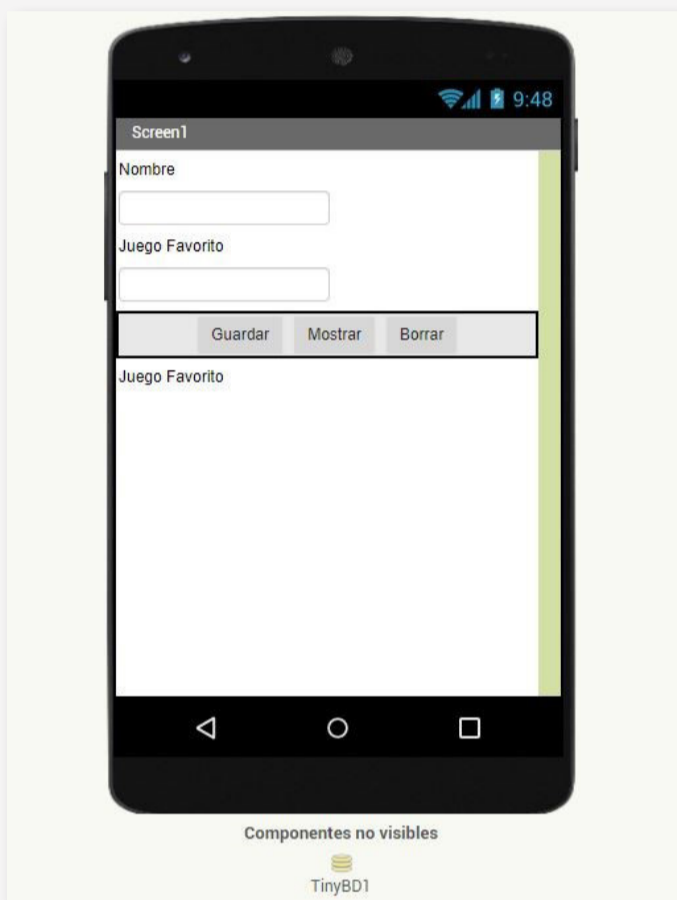 9:48
Screen1
Nombre
Juego Favorito
Guardar Mostrar Borrar
Juego Favorito
Componentes no visibles
TinyBD1